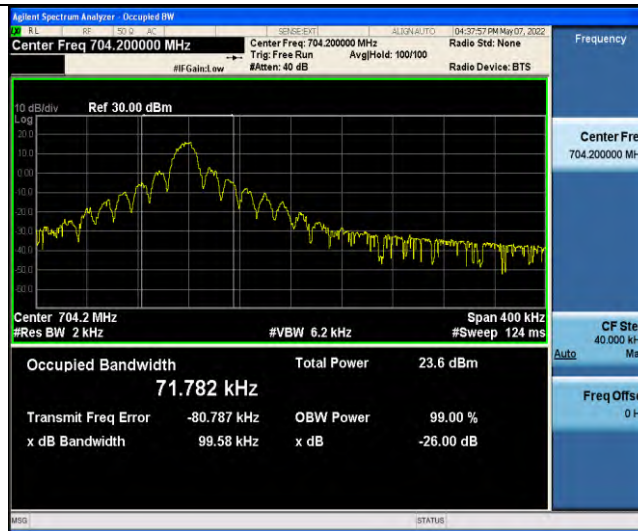 Agilent Spectrum Analyzer - Occupied BW
RL RF 50 Ω AC SENSE:EXT ALIGN AUTO 04:37:57 PM May 07, 2022
Center Freq 704.200000 MHz
Center Freq: 704.200000 MHz
Radio Std: None
Trig: Free Run Avg|Hold: 100/100
#IFGain:Low #Atten: 40 dB Radio Device: BTS
10 dB/div Ref 30.00 dBm
Log
20.0
10.0
0.00
-10.0
-20.0
-30.0
-40.0
-50.0
-60.0
Center 704.2 MHz Span 400 kHz
#Res BW 2 kHz #VBW 6.2 kHz #Sweep 124 ms
Occupied Bandwidth Total Power 23.6 dBm
71.782 kHz
Transmit Freq Error -80.787 kHz OBW Power 99.00 %
x dB Bandwidth 99.58 kHz x dB -26.00 dB
MSG STATUS
Frequency
Center Fre
704.200000 MH
CF Ste
40.000 kH
Auto Ma
Freq Offse
0 H